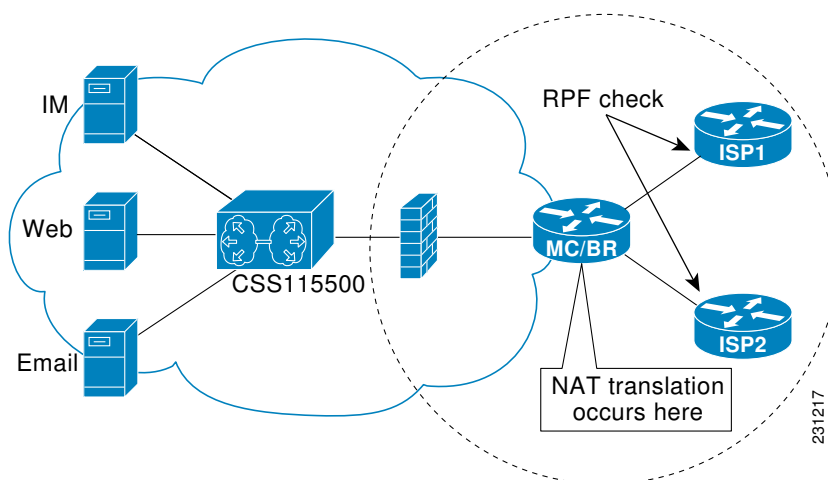 IM
RPF check
ISP1
Web
MC/BR
CSS115500
Email
ISP2
NAT translation
occurs here
231217